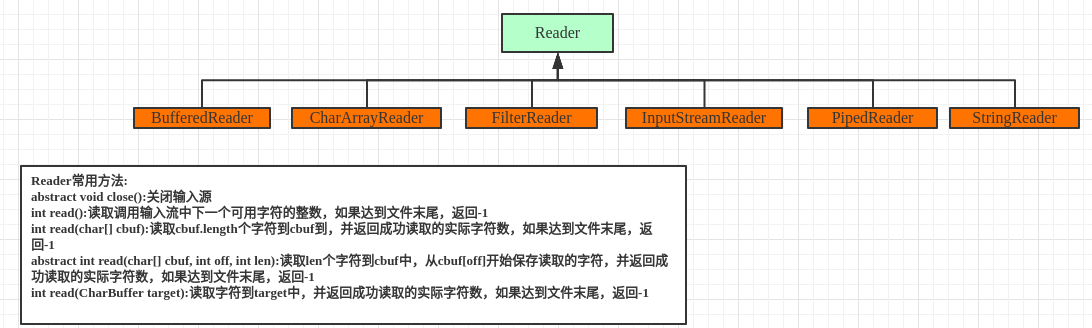 Reader
BufferedReader
CharArrayReader
FilterReader
InputStreamReader
PipedReader
StringReader
Reader常用方法:
abstract void close():关闭输入源
int read():读取调用输入流中下一个可用字符的整数，如果达到文件末尾，返回-1
int read(char[] cbuf):读取cbuf.length个字符到cbuf到，并返回成功读取的实际字符数，如果达到文件末尾，返
回-1
abstract int read(char[] cbuf, int off, int len):读取len个字符到cbuf中，从cbuf[off]开始保存读取的字符，并返回成
功读取的实际字符数，如果达到文件末尾，返回-1
int read(CharBuffer target):读取字符到target中，并返回成功读取的实际字符数，如果达到文件末尾，返回-1